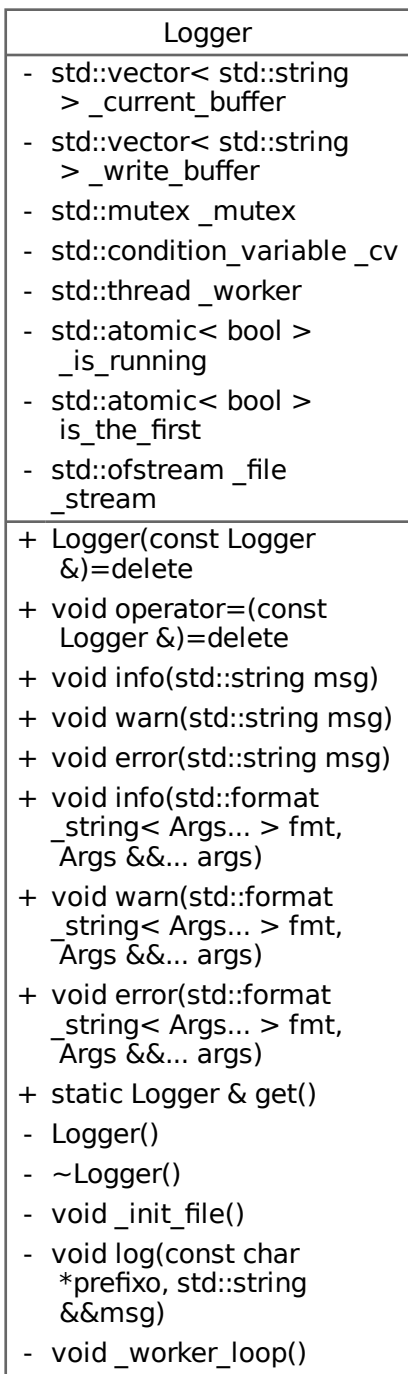 Logger
- std::vector< std::string
> _current_buffer
- std::vector< std::string
> _write_buffer
- std::mutex _mutex
- std::condition_variable _cv
- std::thread _worker
- std::atomic< bool >
_is_running
- std::atomic< bool >
is_the_first
- std::ofstream _file
_stream
+ Logger(const Logger
&)=delete
+ void operator=(const
Logger &)=delete
+ void info(std::string msg)
+ void warn(std::string msg)
+ void error(std::string msg)
+ void info(std::format
_string< Args... > fmt,
Args &&... args)
+ void warn(std::format
_string< Args... > fmt,
Args &&... args)
+ void error(std::format
_string< Args... > fmt,
Args &&... args)
+ static Logger & get()
- Logger()
- ~Logger()
- void _init_file()
- void log(const char
*prefixo, std::string
&&msg)
- void _worker_loop()